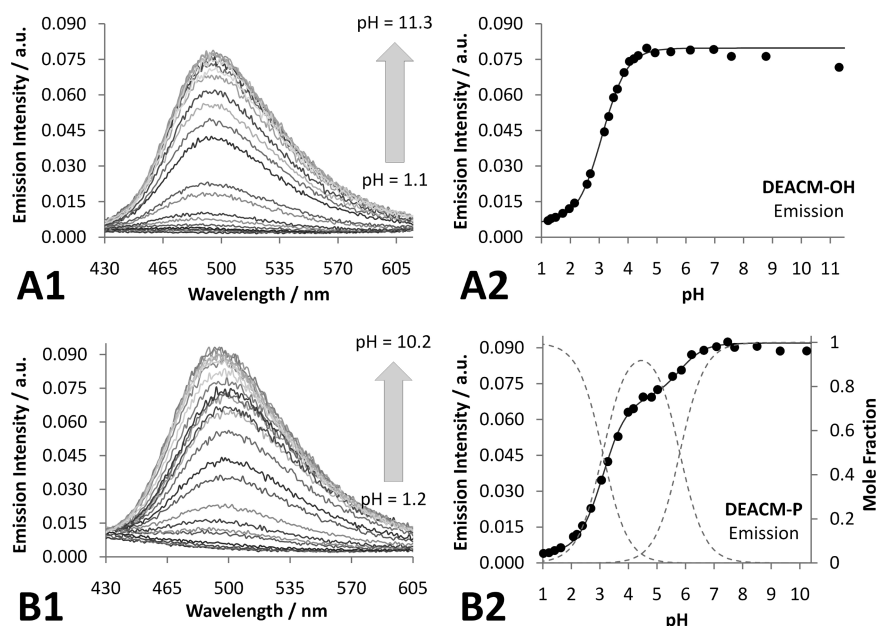 pH = 11.3
pH = 1.1
Emission Intensity / a.u.
0.090
0.075
0.060
0.045
0.030
0.015
0.000
430 465 500 535 570 605
Wavelength / nm
A1
Emission Intensity / a.u.
0.090
0.075
0.060
0.045
0.030
0.015
0.000
1 2 3 4 5 6 7 8 9 10 11
pH
DEACM-OH
Emission
A2
pH = 10.2
pH = 1.2
Emission Intensity / a.u.
0.090
0.075
0.060
0.045
0.030
0.015
0.000
430 465 500 535 570 605
Wavelength / nm
B1
Emission Intensity / a.u.
0.090
0.075
0.060
0.045
0.030
0.015
0.000
1 2 3 4 5 6 7 8 9 10
pH
DEACM-P
Emission
1
0.8
0.6
0.4
0.2
0
Mole Fraction
B2